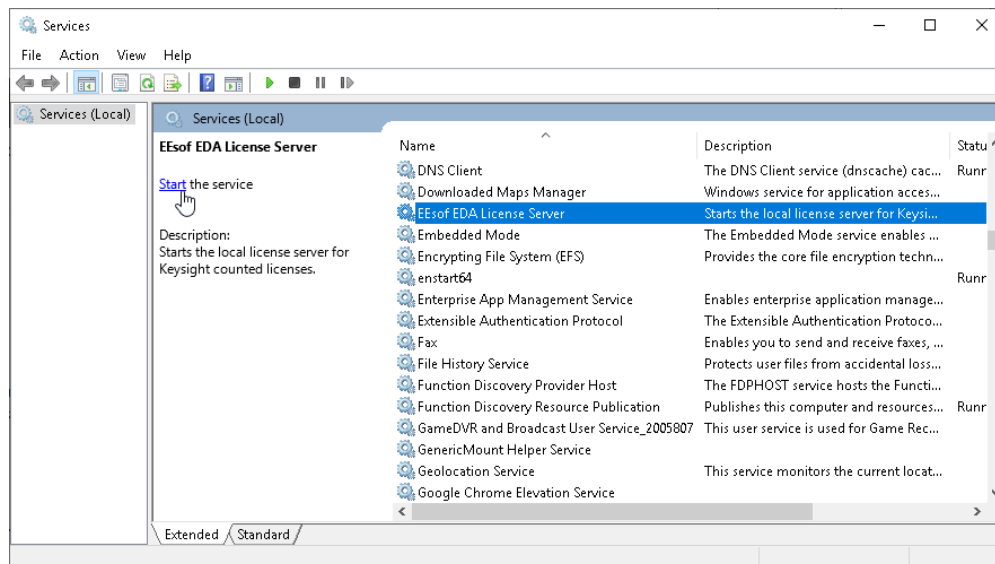 Services
File Action View Help
Services (Local)
Services (Local)
EEsof EDA License Server
Start the service
Description:
Starts the local license server for
Keysight counted licenses.
Name Description Statu
DNS Client The DNS Client service (dnscache) cac... Runr
Downloaded Maps Manager Windows service for application acces...
EEsof EDA License Server Starts the local license server for Keysi...
Embedded Mode The Embedded Mode service enables ...
Encrypting File System (EFS) Provides the core file encryption techn...
enstart64 Runr
Enterprise App Management Service Enables enterprise application manage...
Extensible Authentication Protocol The Extensible Authentication Protoco...
Fax Enables you to send and receive faxes, ...
File History Service Protects user files from accidental loss...
Function Discovery Provider Host The FDPHOST service hosts the Functi...
Function Discovery Resource Publication Publishes this computer and resources... Runr
GameDVR and Broadcast User Service_2005807 This user service is used for Game Rec...
GenericMount Helper Service
Geolocation Service This service monitors the current locat...
Google Chrome Elevation Service
Extended Standard